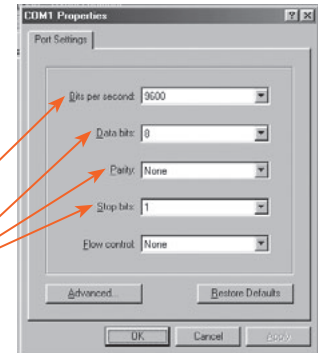 COM1 Properties
Port Settings
Bits per second: 9600
Data bits: 8
Parity: None
Stop bits: 1
Flow control: None
Advanced...
Restore Defaults
OK
Cancel
Apply